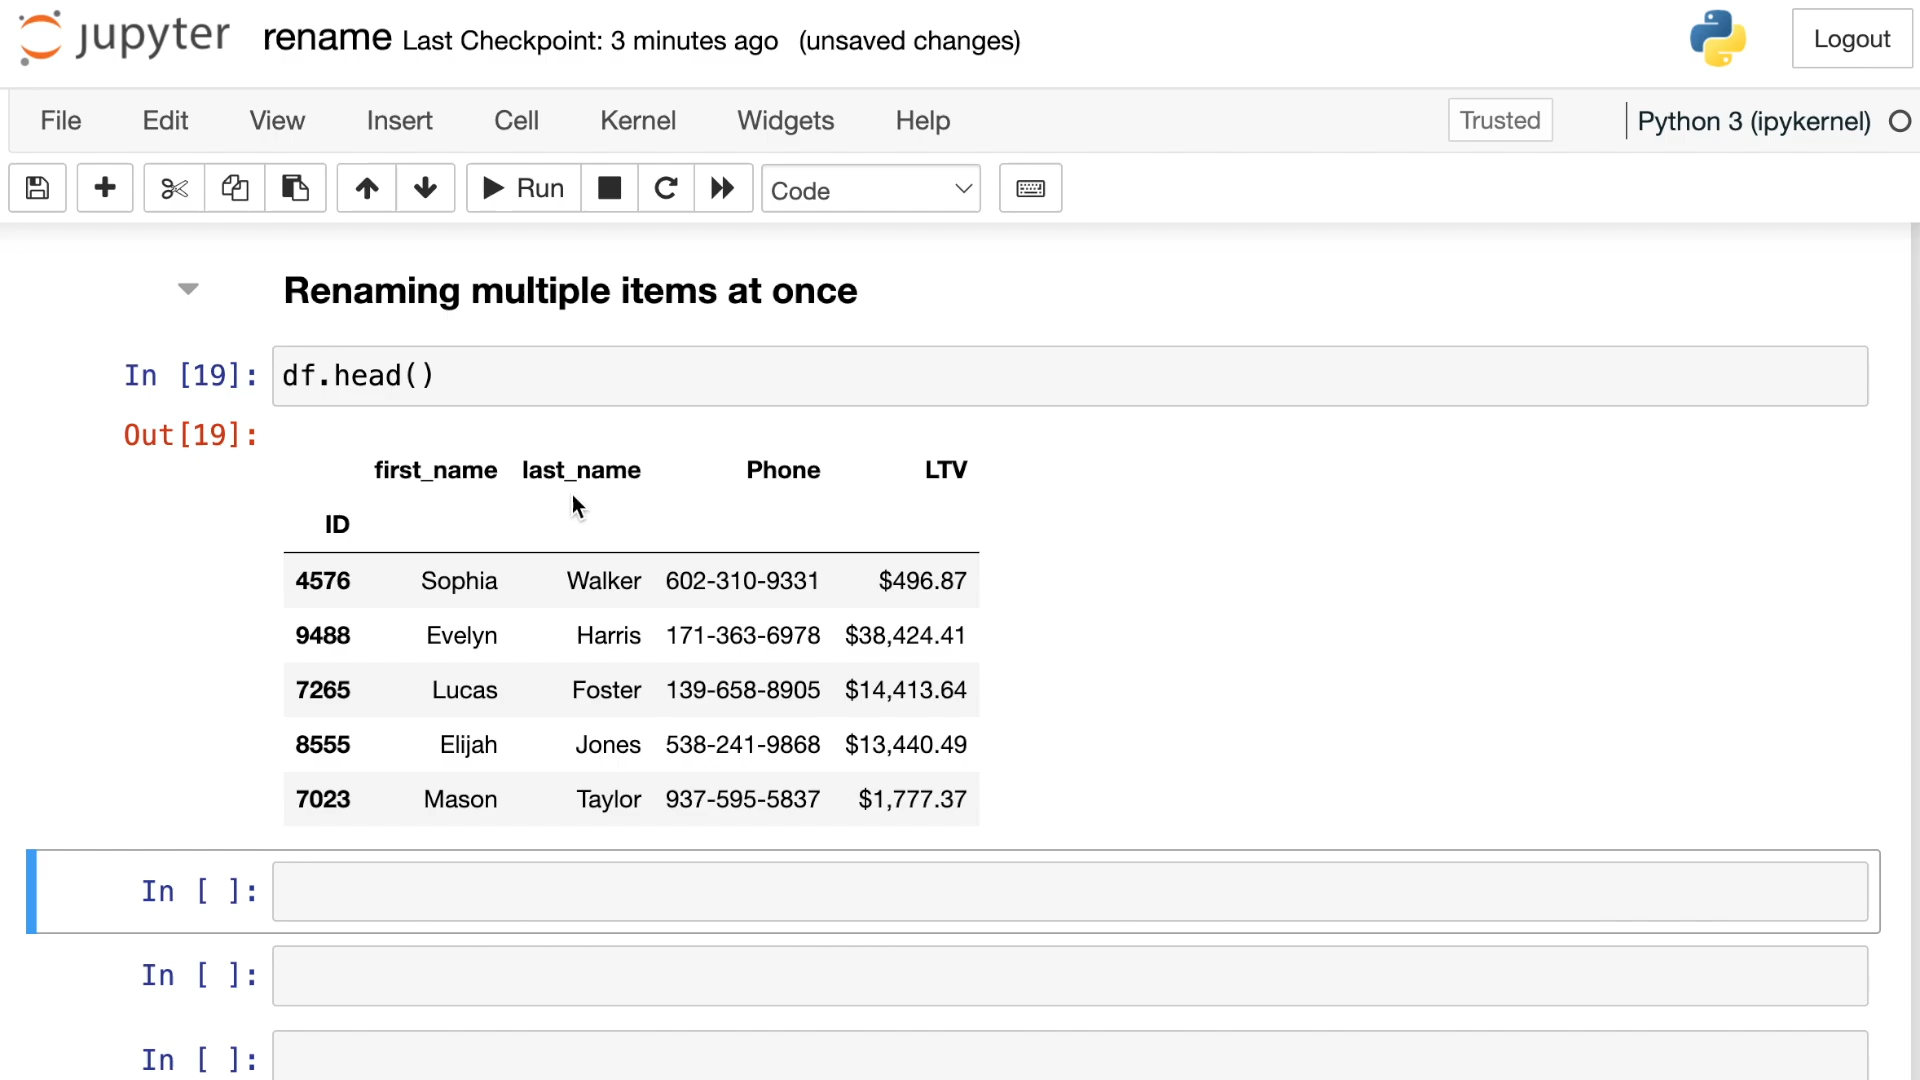 jupyter rename Last Checkpoint: 3 minutes ago (unsaved changes) Logout
File Edit View Insert Cell Kernel Widgets Help Trusted Python 3 (ipykernel)
Run Code
Renaming multiple items at once
In [19]: df.head()
Out[19]:
first_name last_name Phone LTV
ID
4576 Sophia Walker 602-310-9331 $496.87
9488 Evelyn Harris 171-363-6978 $38,424.41
7265 Lucas Foster 139-658-8905 $14,413.64
8555 Elijah Jones 538-241-9868 $13,440.49
7023 Mason Taylor 937-595-5837 $1,777.37
In [ ]:
In [ ]:
In [ ]: